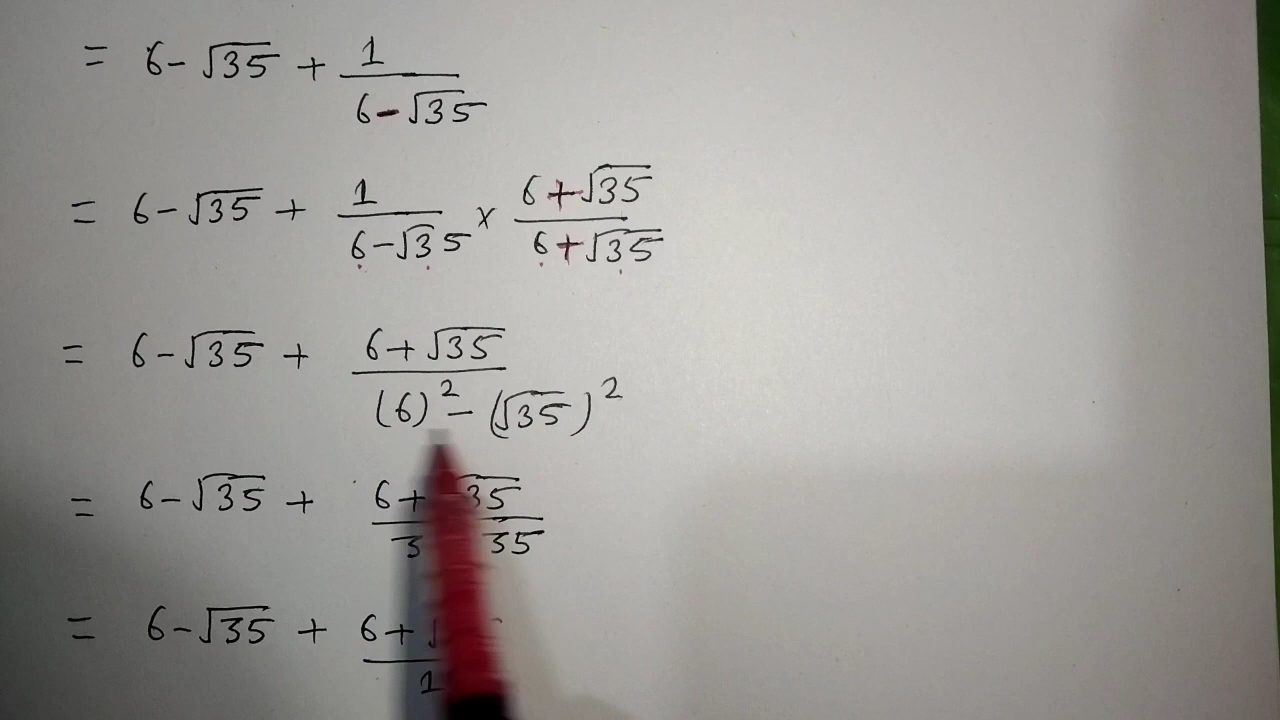 = 6-√35 + 1/(6-√35)
= 6-√35 + 1/(6-√35) × (6+√35)/(6+√35)
= 6-√35 + (6+√35)/((6)²-(√35)²)
= 6-√35 + 6+ 35 / 3 35
= 6-√35 + 6+√ / 1